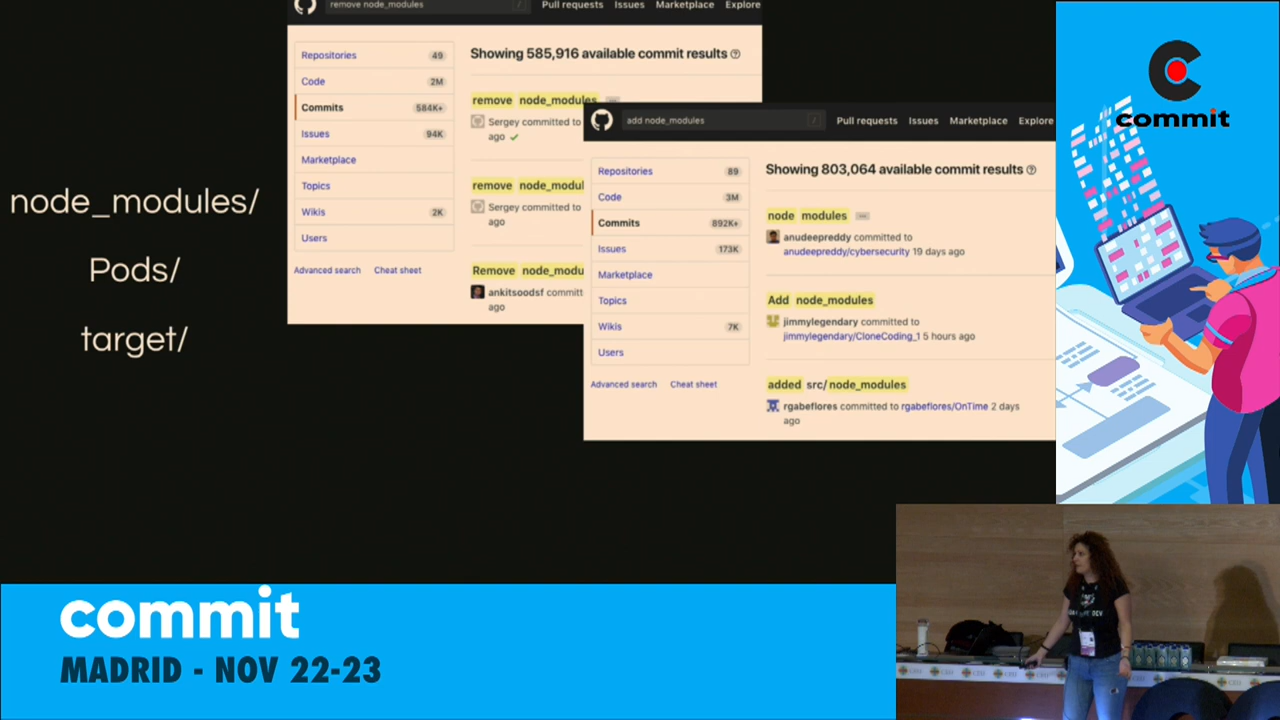 node_modules/
Pods/
target/
remove node_modules
Pull requests Issues Marketplace Explore
Repositories 49
Code 2M
Commits 584K+
Issues 94K
Marketplace
Topics
Wikis 2K
Users
Advanced search Cheat sheet
Showing 585,916 available commit results
remove node_modules
Sergey committed to
ago
remove node_modul
Sergey committed to
ago
Remove node_modu
ankitsoodsf committ
ago
add node_modules
Pull requests Issues Marketplace Explore
Repositories 89
Code 3M
Commits 892K+
Issues 173K
Marketplace
Topics
Wikis 7K
Users
Advanced search Cheat sheet
Showing 803,064 available commit results
node modules
anudeepreddy committed to
anudeepreddy/cybersecurity 19 days ago
Add node_modules
jimmylegendary committed to
jimmylegendary/CloneCoding_1 5 hours ago
added src/node_modules
rgabeflores committed to rgabeflores/OnTime 2 days
ago
commit
commit
MADRID - NOV 22-23